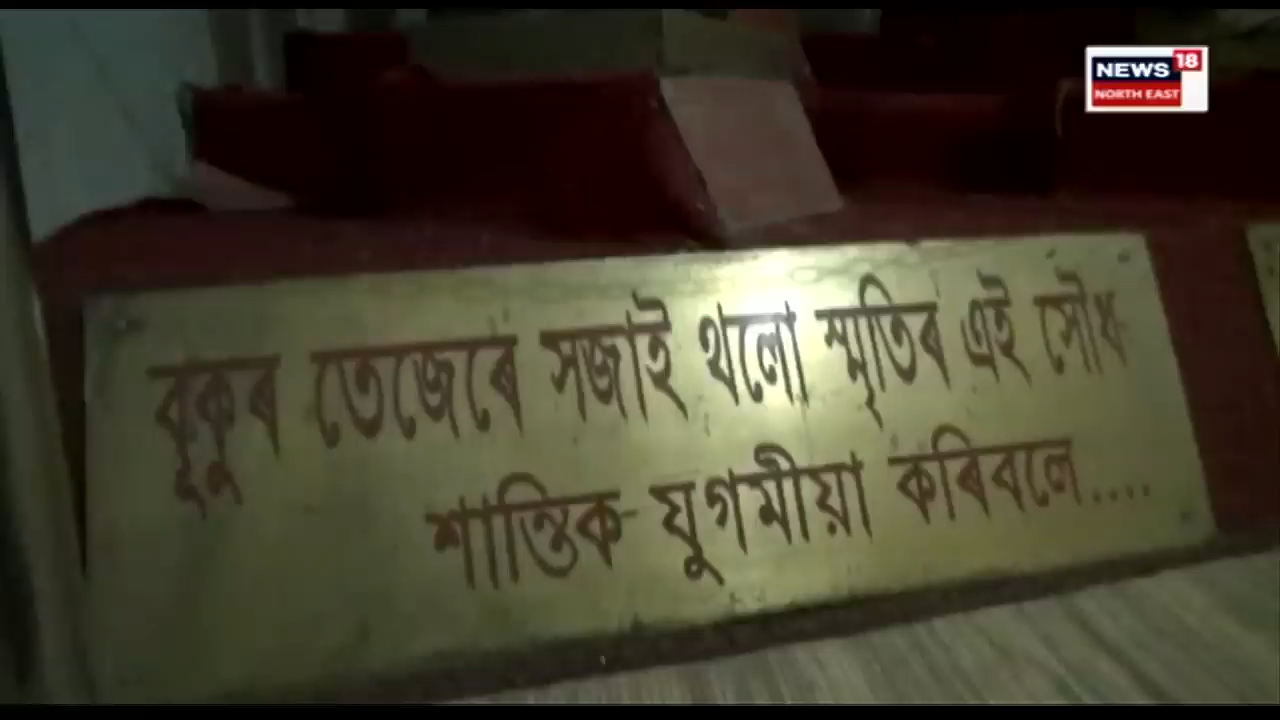 NEWS 18
NORTH EAST
বুকুৰ তেজেৰে সজাই থলো স্মৃতিৰ এই সৌধ
শান্তিক যুগমীয়া কৰিবলে....